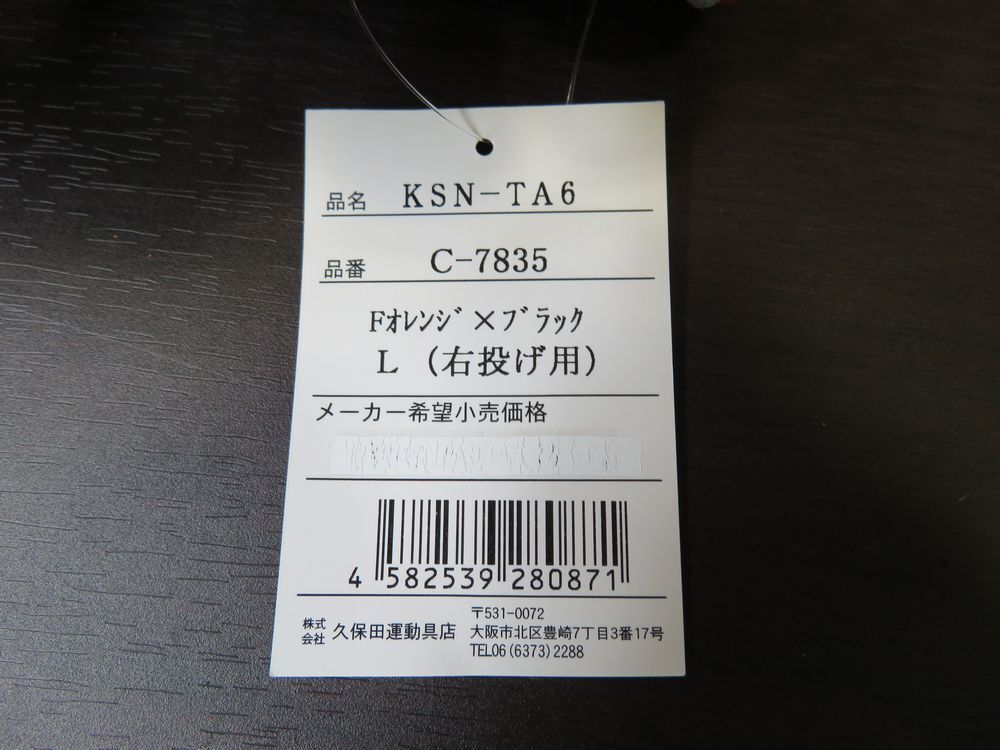 品名 KSN-TA6
品番 C-7835
Fｵﾚﾝｼﾞ×ﾌﾞﾗｯｸ
L （右投げ用）
メーカー希望小売価格
4 582539 280871
株式会社 久保田運動具店
〒531-0072
大阪市北区豊崎7丁目3番17号
TEL06(6373)2288